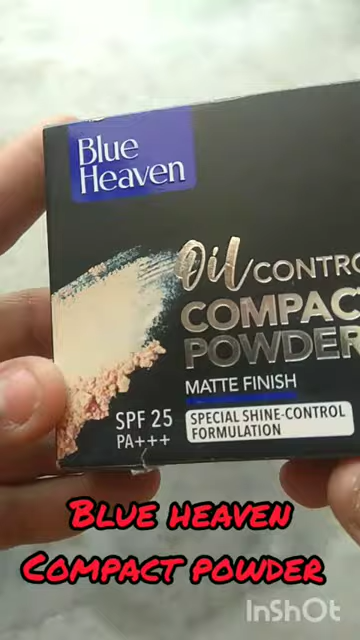 Blue
Heaven
Oil CONTRO
COMPACT
POWDER
MATTE FINISH
SPF 25
PA+++
SPECIAL SHINE-CONTROL
FORMULATION
BLUE HEAVEN
COMPACT POWDER
InShOt